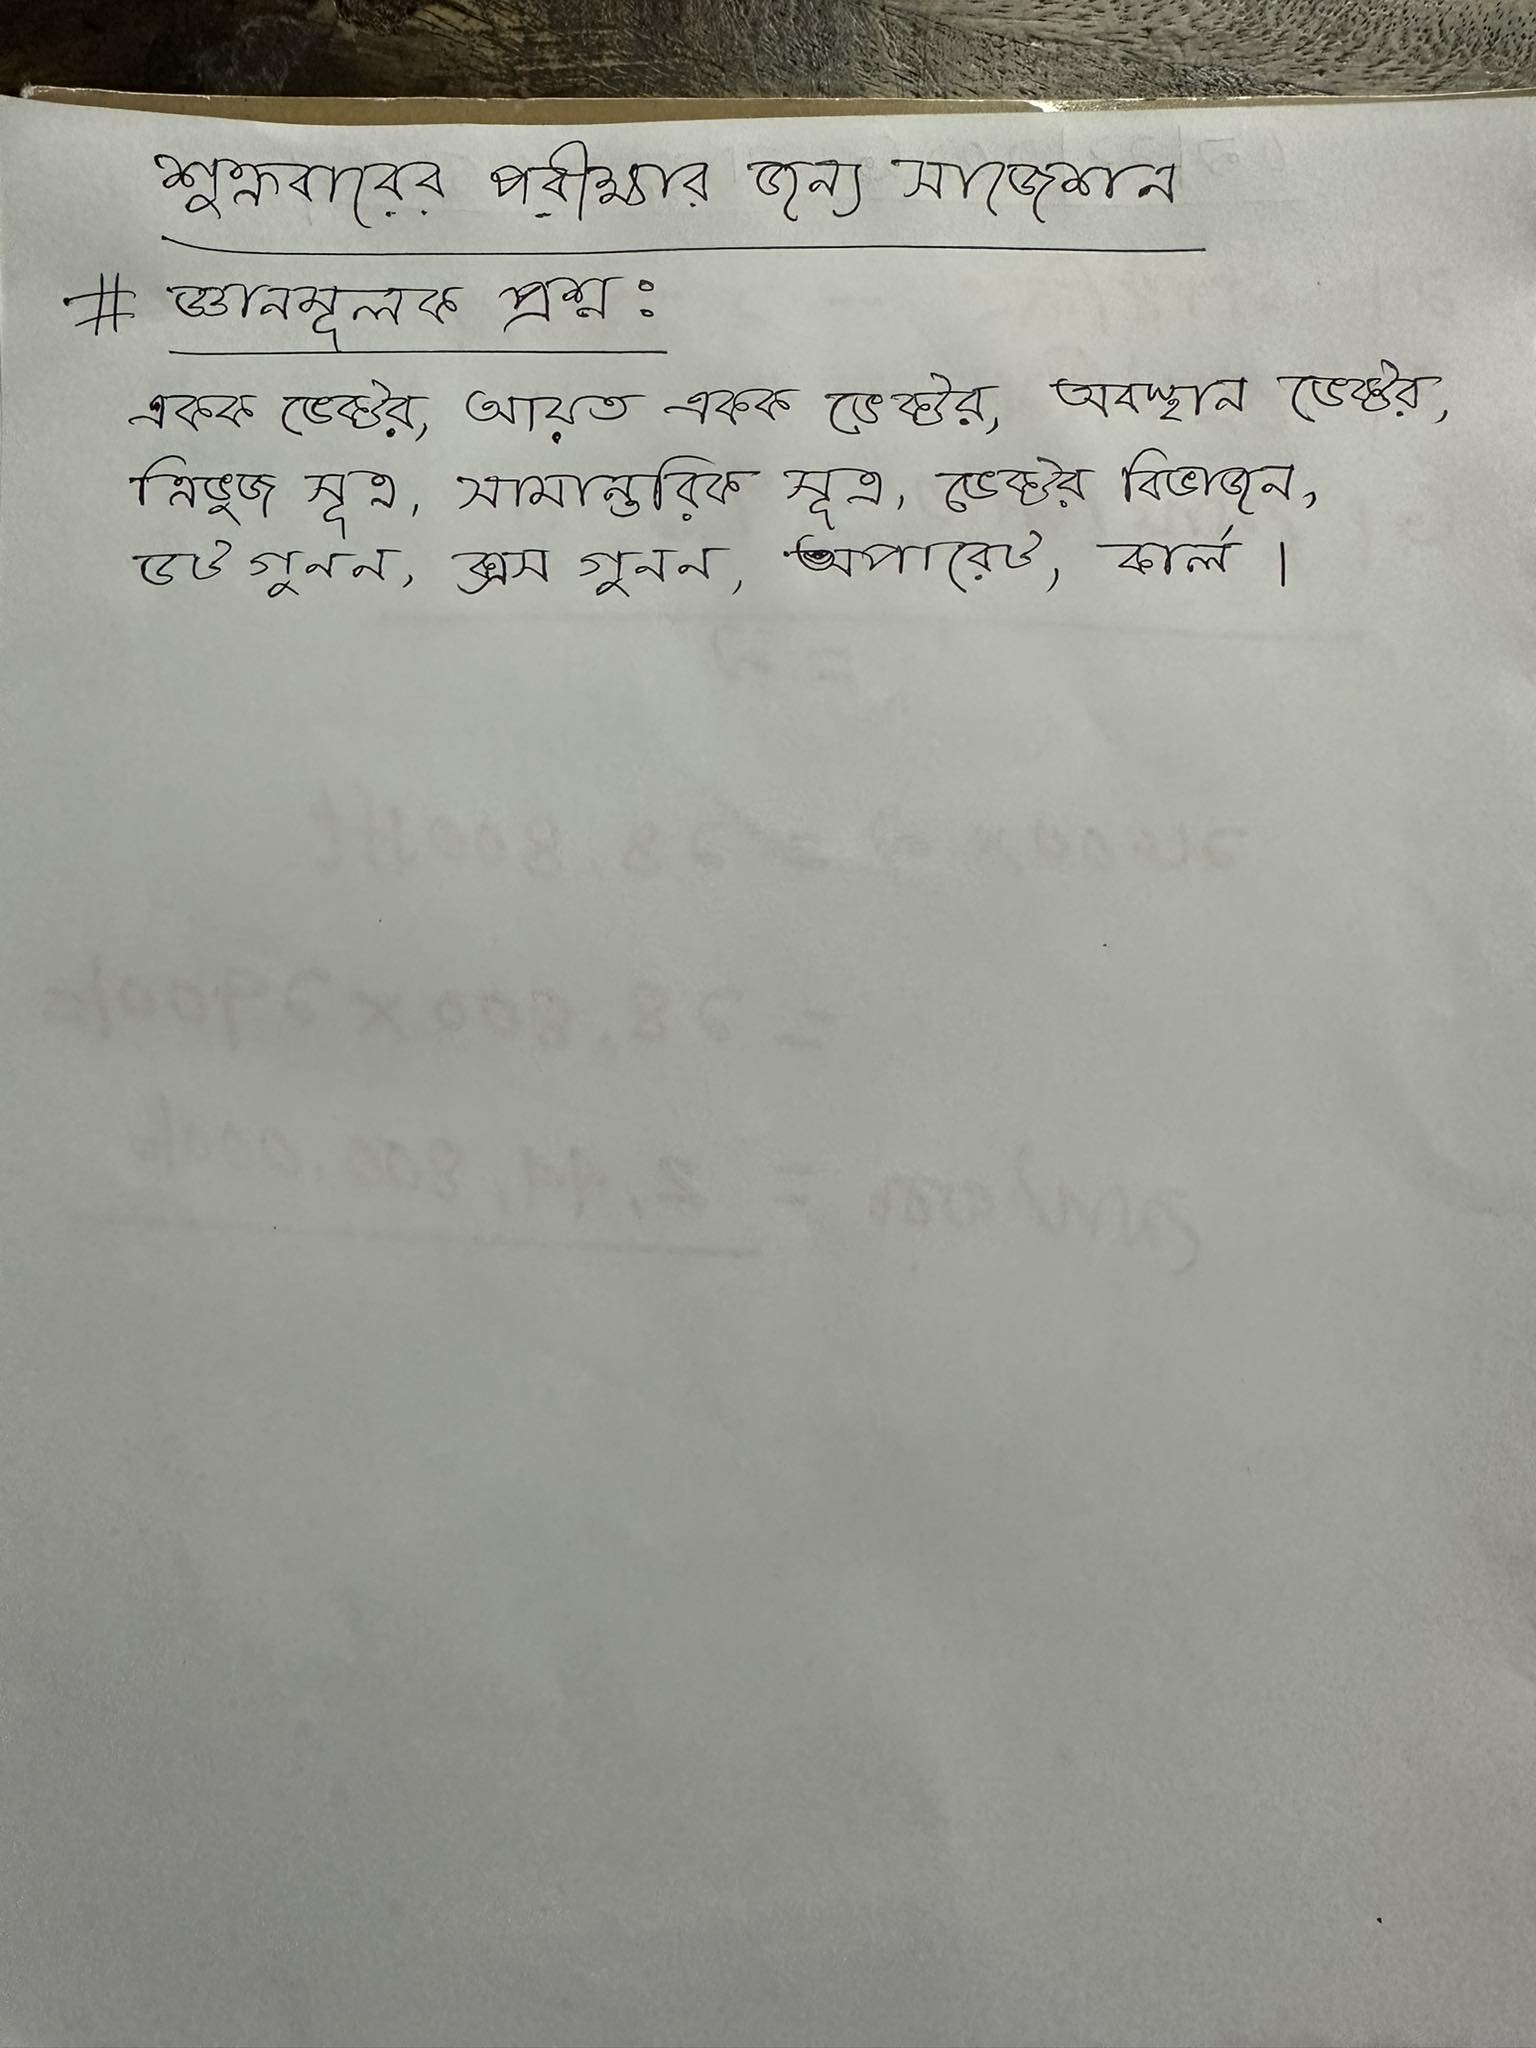 শুক্রবারের পরীক্ষার জন্য সাজেশান
# জ্ঞানমূলক প্রশ্ন:
একক ভেক্টর, আয়ত একক ভেক্টর, অবস্থান ভেক্টর,
ত্রিভুজ সূত্র, সামান্তরিক সূত্র, ভেক্টর বিভাজন,
ডট গুনন, ক্রস গুনন, অপারেট, কার্ল।